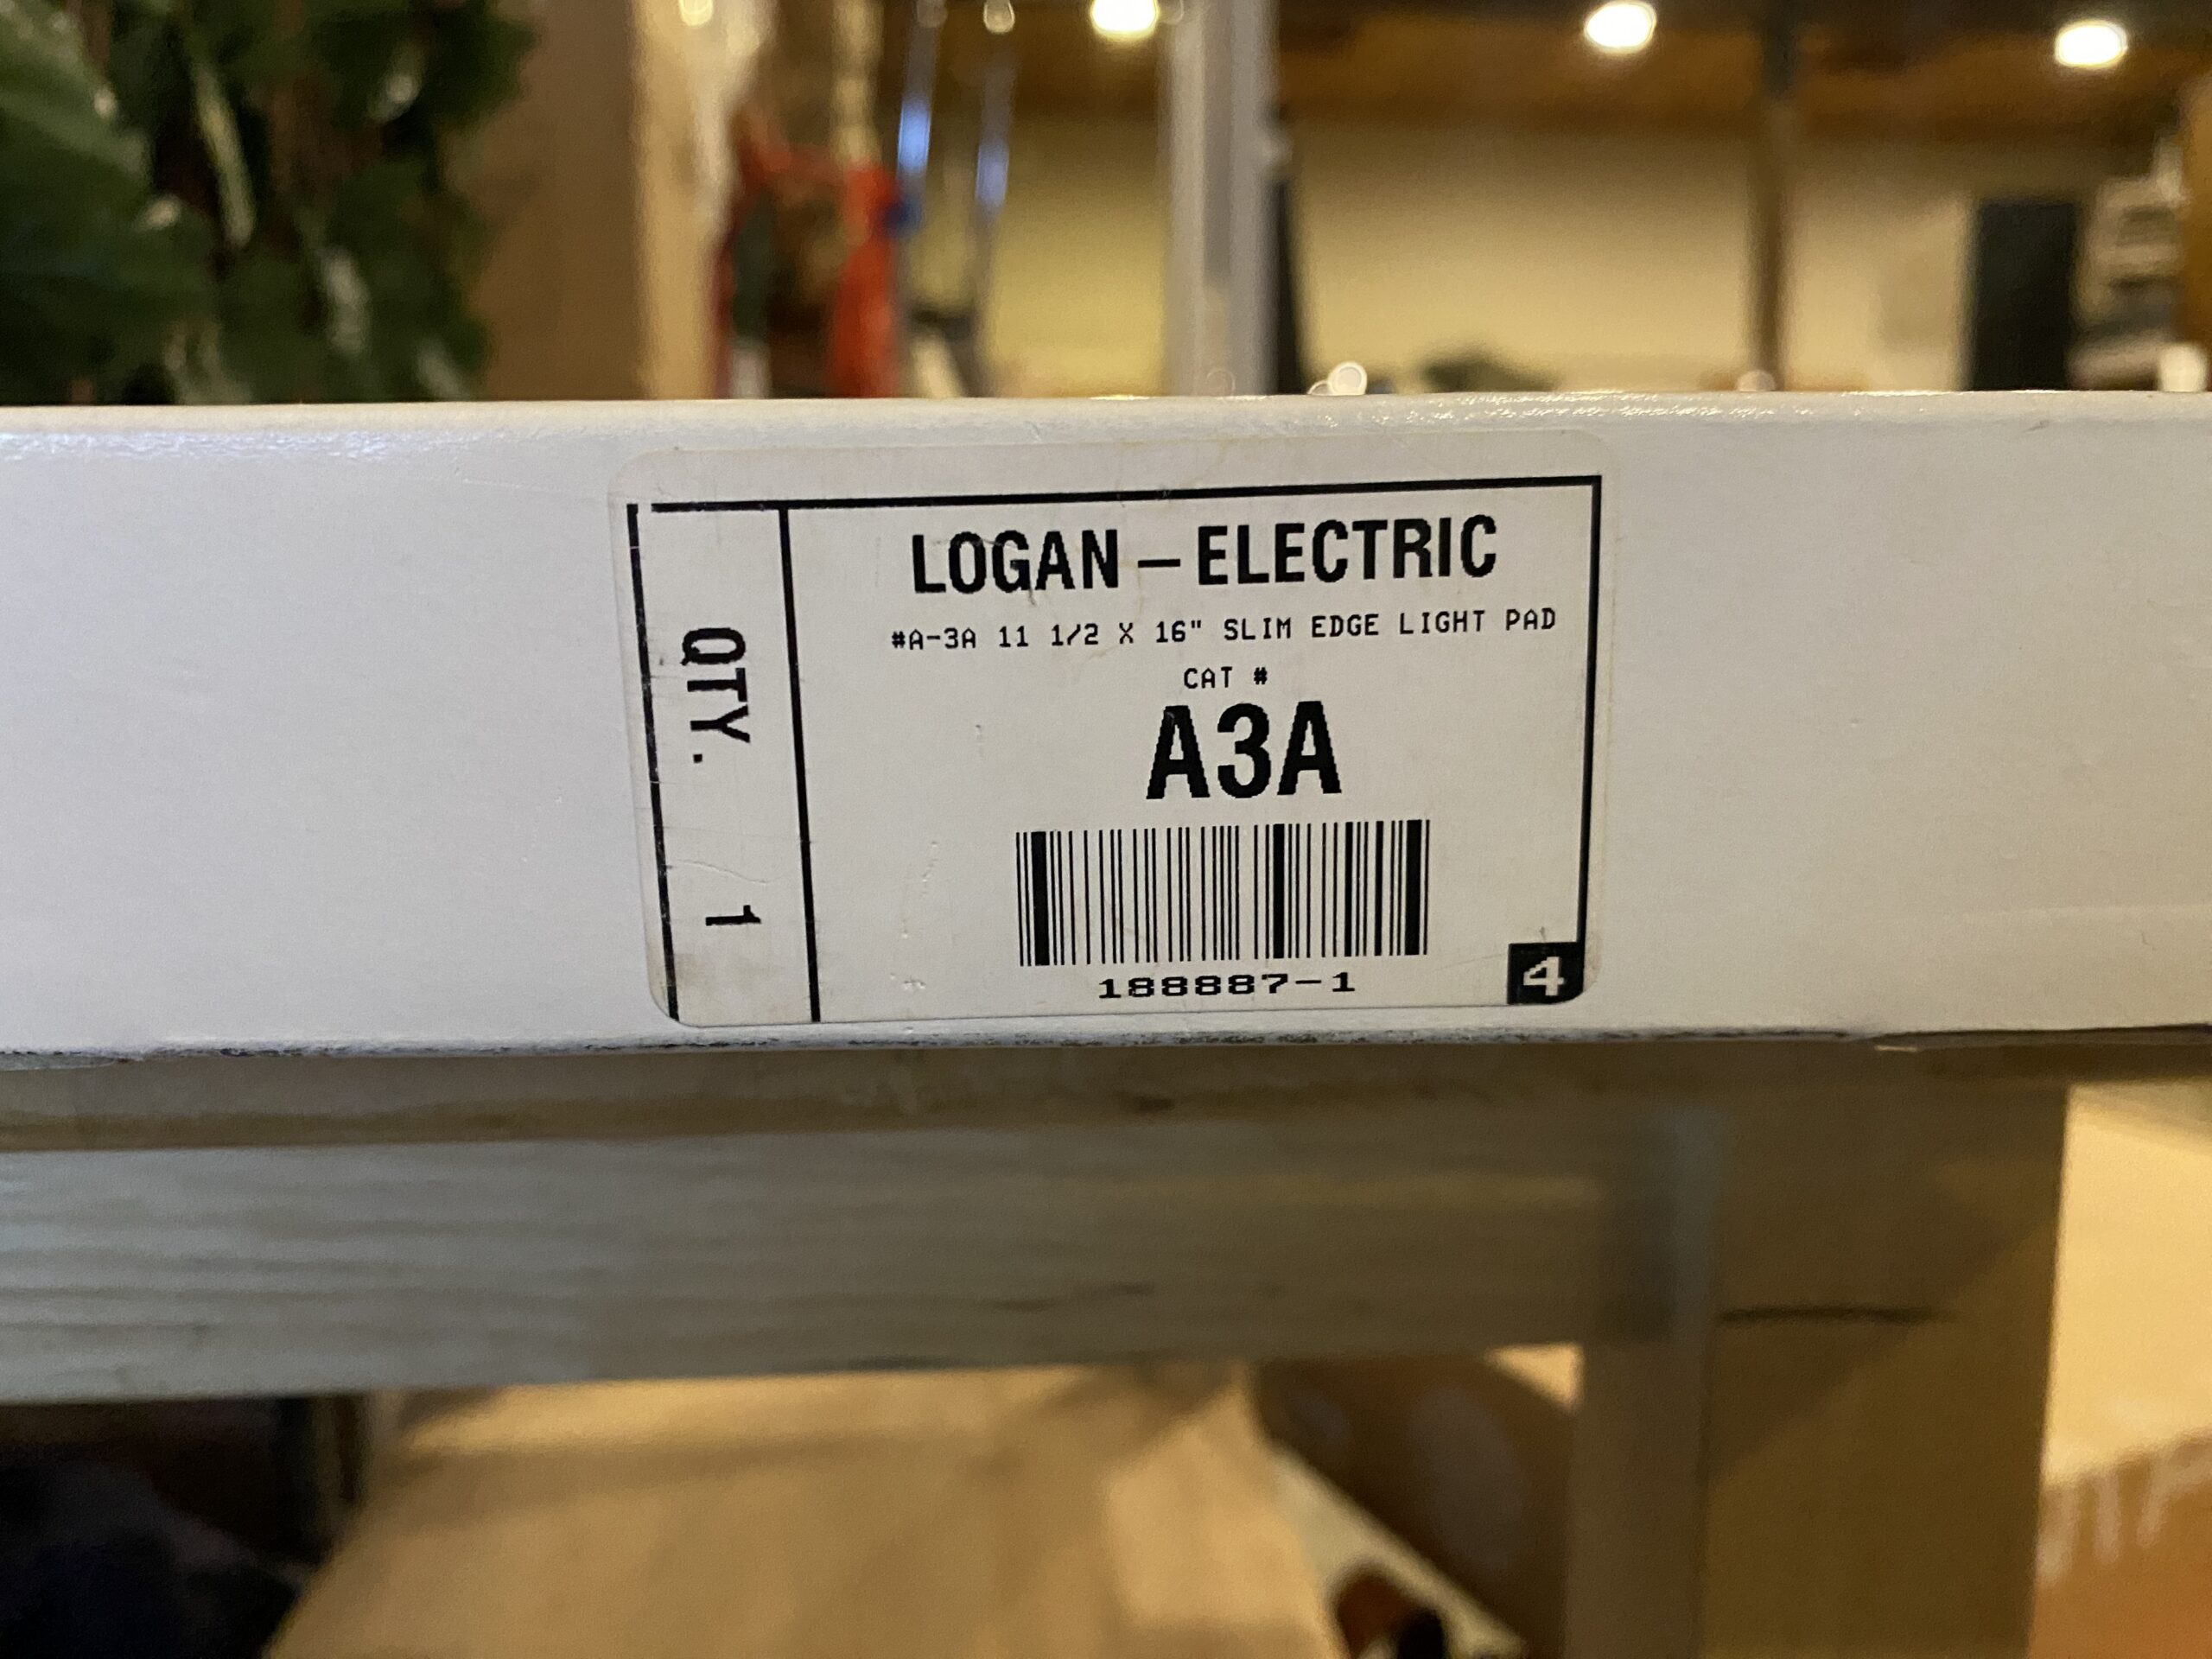 LOGAN – ELECTRIC
#A-3A 11 1/2 X 16" SLIM EDGE LIGHT PAD
CAT #
A3A
188887-1
4
QTY. 1